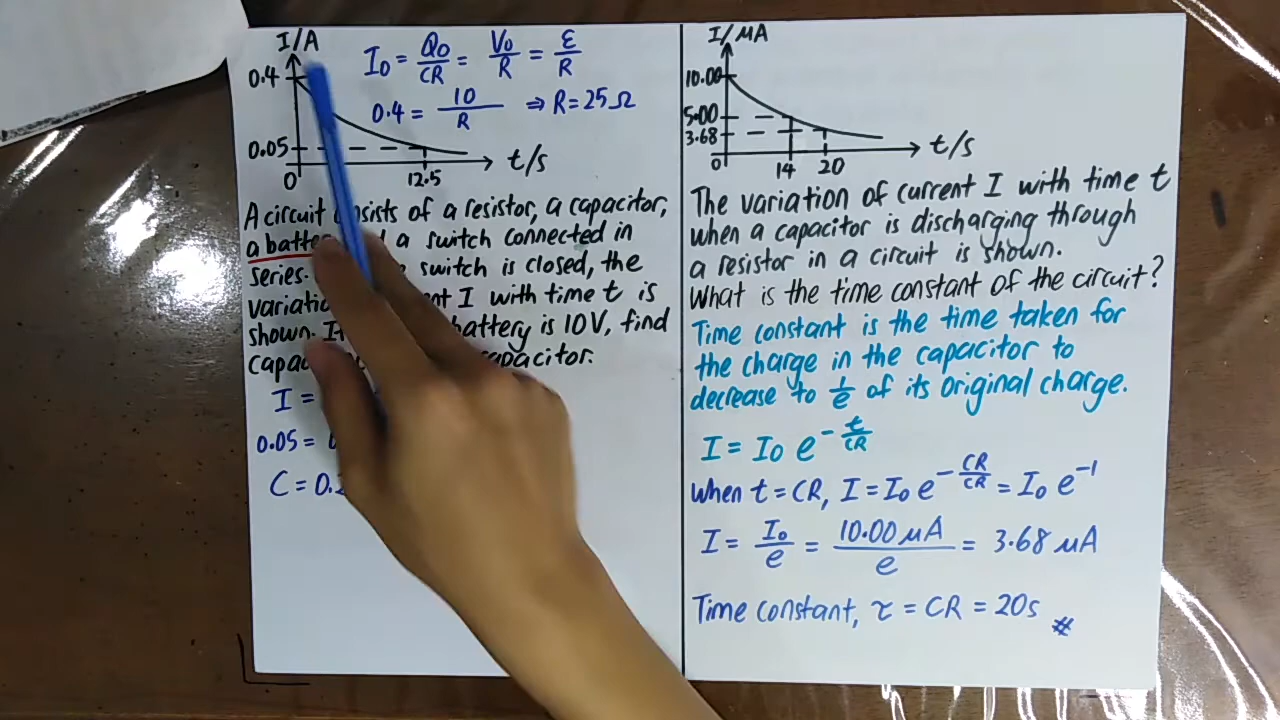 I/A
0.4
0.05
0
12.5
t/s
I₀ = Q₀/CR = V₀/R = ε/R
0.4 = 10/R ⇒ R = 25 Ω
A circuit sists of a resistor, a capacitor,
a batte a switch connected in
series. switch is closed, the
variatio nt I with time t is
shown. battery is 10V, find
capac capacitor.
I =
0.05 =
C = 0.
I/μA
10.00
5.00
3.68
0
14
20
t/s
The variation of current I with time t
when a capacitor is discharging through
a resistor in a circuit is shown.
What is the time constant of the circuit?
Time constant is the time taken for
the charge in the capacitor to
decrease to 1/e of its original charge.
I = I₀ e^(-t/CR)
When t = CR, I = I₀ e^(-CR/CR) = I₀ e^-1
I = I₀/e = 10.00 μA/e = 3.68 μA
Time constant, τ = CR = 20s #